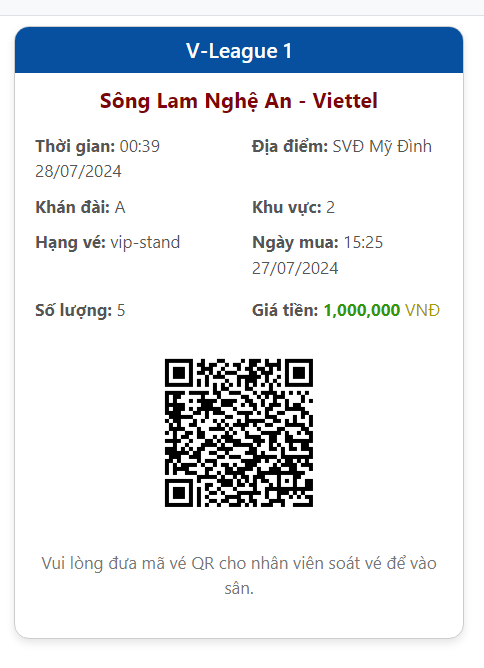 V-League 1
Sông Lam Nghệ An - Viettel
Thời gian: 00:39
28/07/2024
Địa điểm: SVĐ Mỹ Đình
Khán đài: A
Khu vực: 2
Hạng vé: vip-stand
Ngày mua: 15:25
27/07/2024
Số lượng: 5
Giá tiền: 1,000,000 VNĐ
Vui lòng đưa mã vé QR cho nhân viên soát vé để vào
sân.